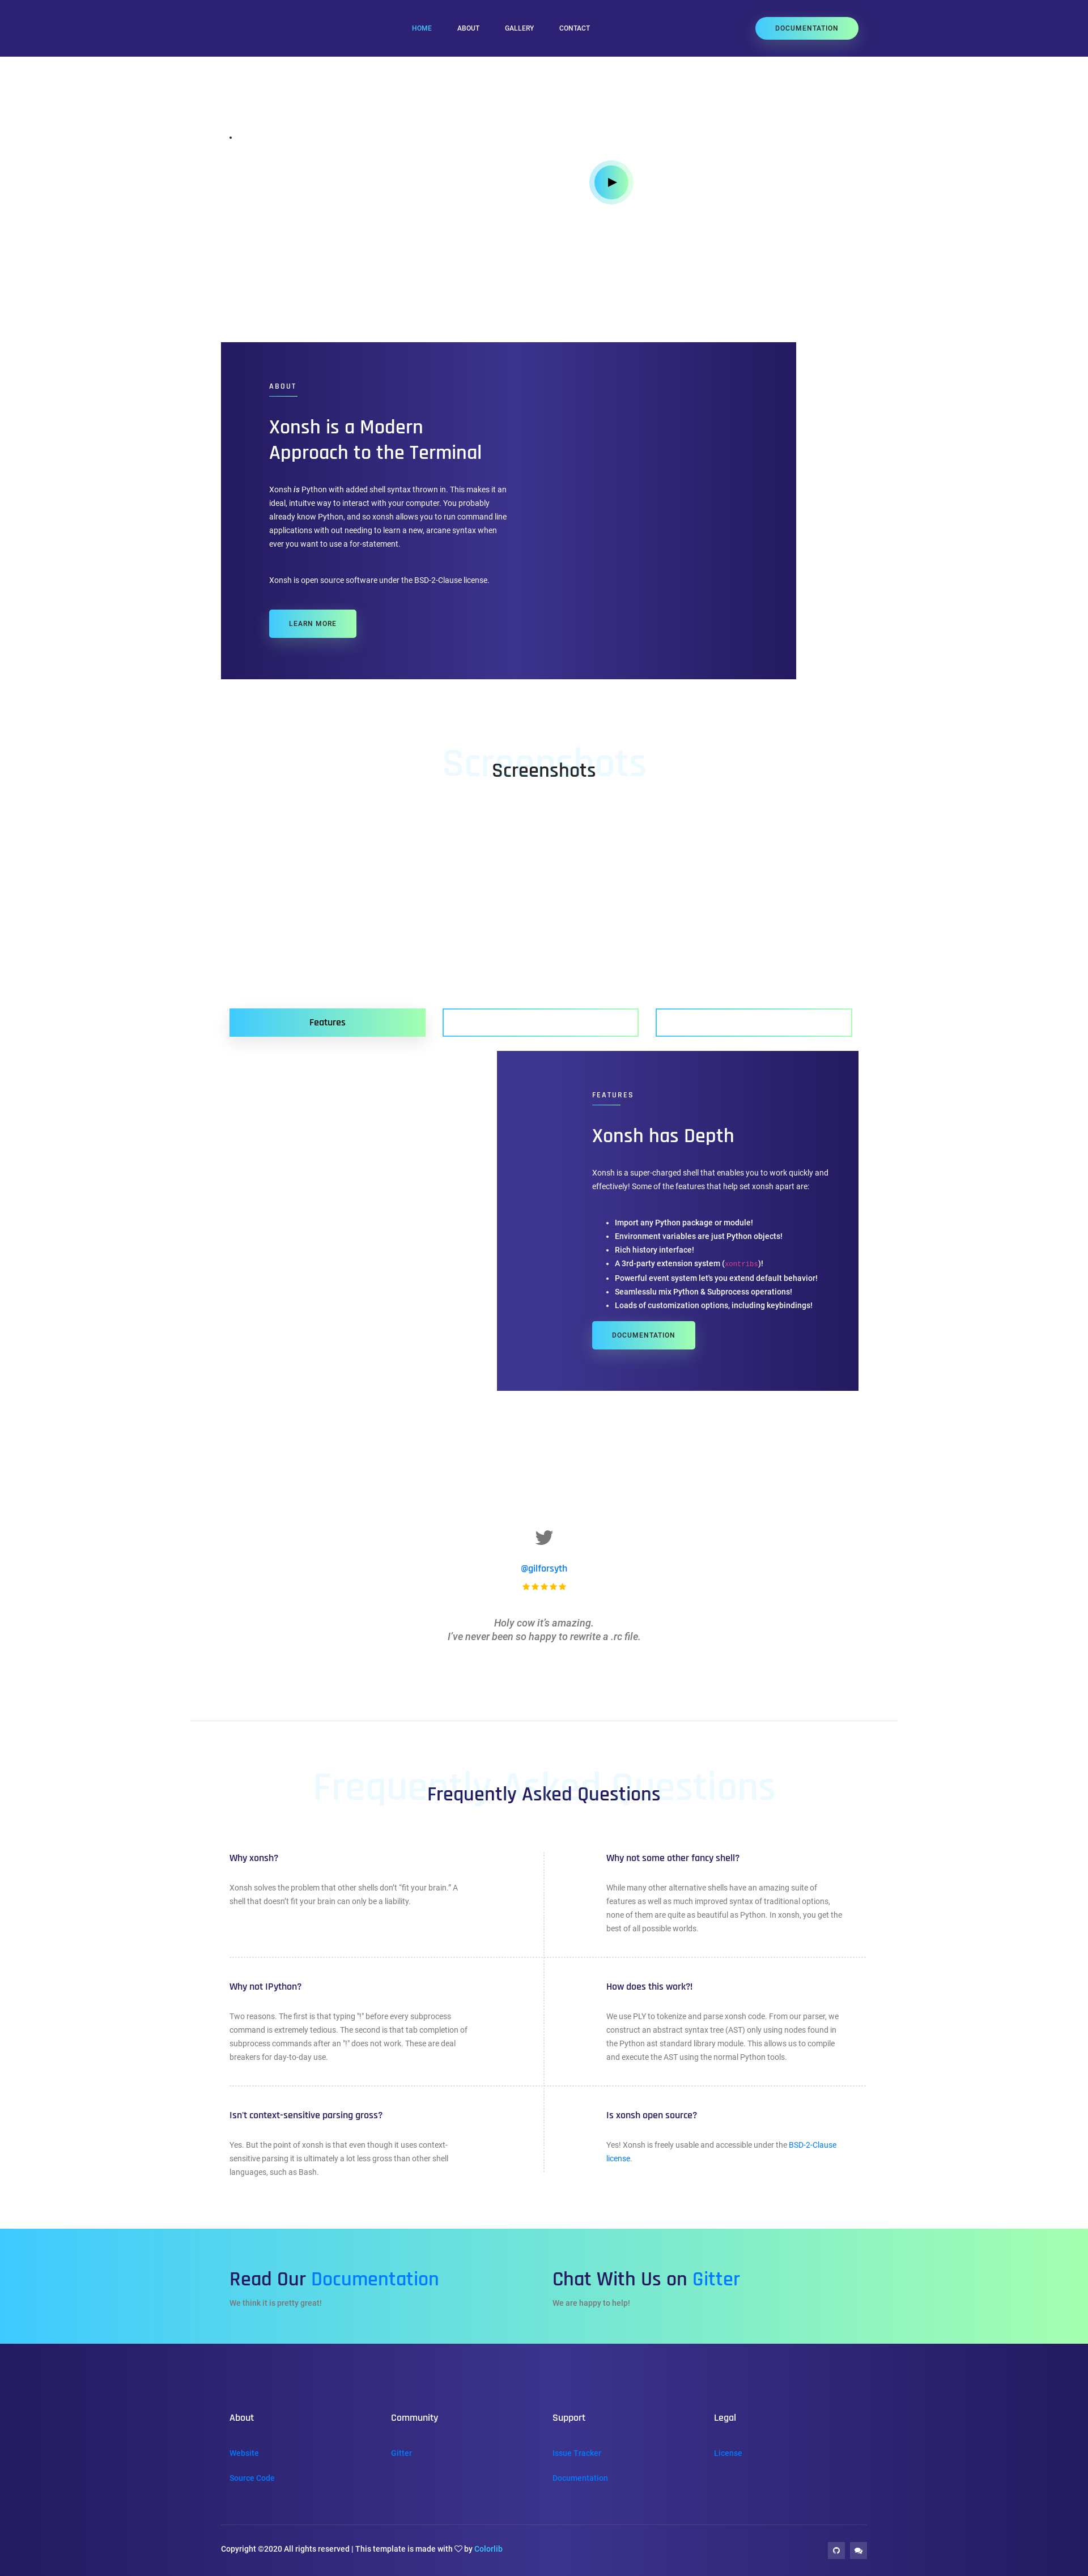 HOME ABOUT GALLERY CONTACT DOCUMENTATION
ABOUT
Xonsh is a Modern
Approach to the Terminal
Xonsh is Python with added shell syntax thrown in. This makes it an
ideal, intuitve way to interact with your computer. You probably
already know Python, and so xonsh allows you to run command line
applications with out needing to learn a new, arcane syntax when
ever you want to use a for-statement.
Xonsh is open source software under the BSD-2-Clause license.
LEARN MORE
Screenshots
Screenshots
Features
FEATURES
Xonsh has Depth
Xonsh is a super-charged shell that enables you to work quickly and
effectively! Some of the features that help set xonsh apart are:
• Import any Python package or module!
• Environment variables are just Python objects!
• Rich history interface!
• A 3rd-party extension system (xontribs)!
• Powerful event system let's you extend default behavior!
• Seamlesslu mix Python & Subprocess operations!
• Loads of customization options, including keybindings!
DOCUMENTATION
@gilforsyth
Holy cow it's amazing.
I've never been so happy to rewrite a .rc file.
Frequently Asked Questions
Frequently Asked Questions
Why xonsh?
Xonsh solves the problem that other shells don't "fit your brain." A
shell that doesn't fit your brain can only be a liability.
Why not some other fancy shell?
While many other alternative shells have an amazing suite of
features as well as much improved syntax of traditional options,
none of them are quite as beautiful as Python. In xonsh, you get the
best of all possible worlds.
Why not IPython?
Two reasons. The first is that typing "!" before every subprocess
command is extremely tedious. The second is that tab completion of
subprocess commands after an "!" does not work. These are deal
breakers for day-to-day use.
How does this work?!
We use PLY to tokenize and parse xonsh code. From our parser, we
construct an abstract syntax tree (AST) only using nodes found in
the Python ast standard library module. This allows us to compile
and execute the AST using the normal Python tools.
Isn't context-sensitive parsing gross?
Yes. But the point of xonsh is that even though it uses context-
sensitive parsing it is ultimately a lot less gross than other shell
languages, such as Bash.
Is xonsh open source?
Yes! Xonsh is freely usable and accessible under the BSD-2-Clause
license.
Read Our Documentation
We think it is pretty great!
Chat With Us on Gitter
We are happy to help!
About
Website
Source Code
Community
Gitter
Support
Issue Tracker
Documentation
Legal
License
Copyright ©2020 All rights reserved | This template is made with ♡ by Colorlib